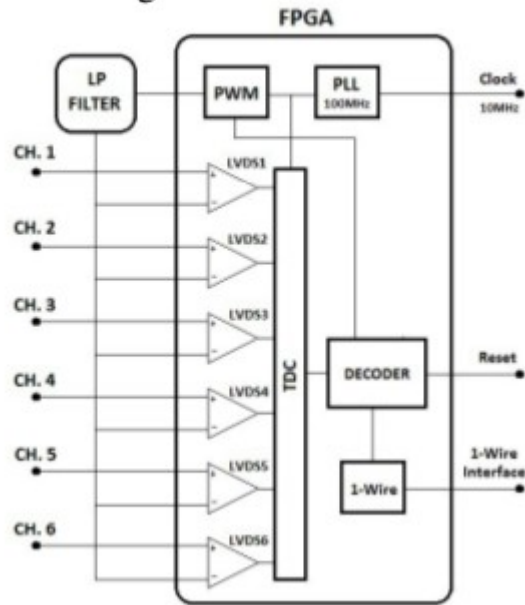 FPGA
LP
FILTER
PWM
PLL
100MHz
Clock
10MHz
CH. 1
LVDS1
+
−
CH. 2
LVDS2
+
−
CH. 3
LVDS3
+
−
CH. 4
LVDS4
+
−
CH. 5
LVDS5
+
−
CH. 6
LVDS6
+
−
TDC
DECODER
Reset
1-Wire
1-Wire
Interface